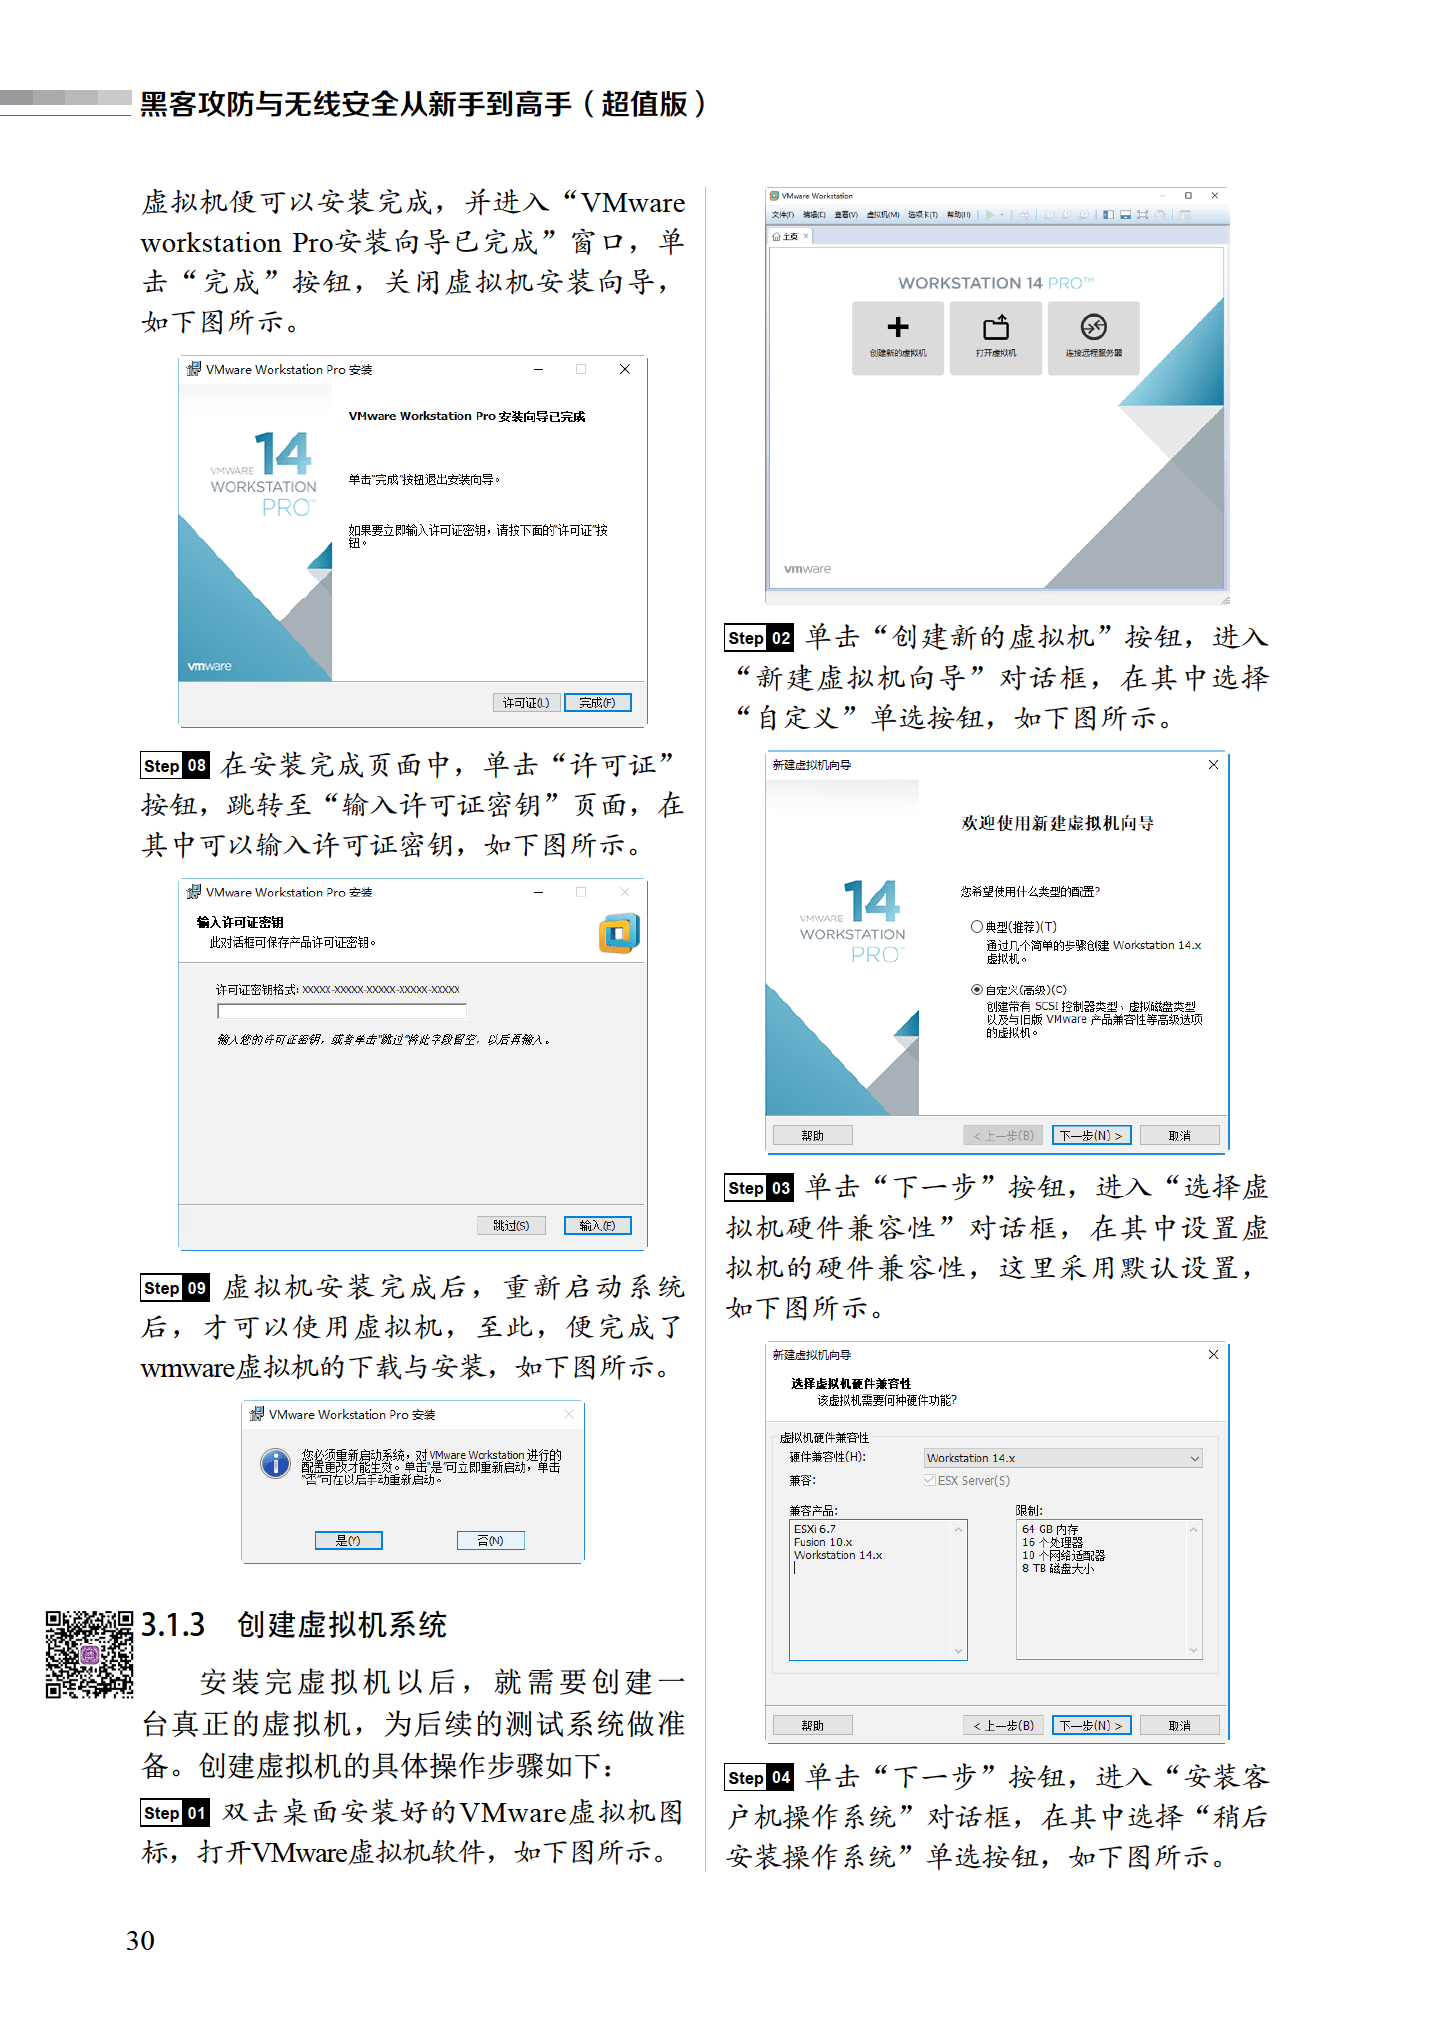 黑客攻防与无线安全从新手到高手（超值版）
虚拟机便可以安装完成，并进入“VMware
workstation Pro安装向导已完成”窗口，单
击“完成”按钮，关闭虚拟机安装向导，
如下图所示。
VMware Workstation Pro 安装
VMware Workstation Pro 安装向导已完成
14
VMWARE
WORKSTATION
PRO™
单击“完成”按钮退出安装向导。
如果要立即输入许可证密钥，请按下面的“许可证”按
钮。
vmware
许可证(L) 完成(F)
Step 08 在安装完成页面中，单击“许可证”
按钮，跳转至“输入许可证密钥”页面，在
其中可以输入许可证密钥，如下图所示。
VMware Workstation Pro 安装
输入许可证密钥
此对话框可保存产品许可证密钥。
许可证密钥格式: XXXXX-XXXXX-XXXXX-XXXXX-XXXXX
输入您的许可证密钥，或者单击“跳过”将此字段留空，以后再输入。
跳过(S) 输入(E)
Step 09 虚拟机安装完成后，重新启动系统
后，才可以使用虚拟机，至此，便完成了
wmware虚拟机的下载与安装，如下图所示。
VMware Workstation Pro 安装
您必须重新启动系统，对 VMware Workstation 进行的
配置更改才能生效。单击“是”可立即重新启动，单击
“否”可在以后手动重新启动。
是(Y) 否(N)
3.1.3 创建虚拟机系统
安装完虚拟机以后，就需要创建一
台真正的虚拟机，为后续的测试系统做准
备。创建虚拟机的具体操作步骤如下：
Step 01 双击桌面安装好的VMware虚拟机图
标，打开VMware虚拟机软件，如下图所示。
VMware Workstation
文件(F) 编辑(E) 查看(V) 虚拟机(M) 选项卡(T) 帮助(H)
主页
WORKSTATION 14 PRO™
创建新的虚拟机 打开虚拟机 连接远程服务器
vmware
Step 02 单击“创建新的虚拟机”按钮，进入
“新建虚拟机向导”对话框，在其中选择
“自定义”单选按钮，如下图所示。
新建虚拟机向导
欢迎使用新建虚拟机向导
14
VMWARE
WORKSTATION
PRO™
您希望使用什么类型的配置?
典型(推荐)(T)
通过几个简单的步骤创建 Workstation 14.x
虚拟机。
自定义(高级)(C)
创建带有 SCSI 控制器类型、虚拟磁盘类型
以及与旧版 VMware 产品兼容性等高级选项
的虚拟机。
帮助 < 上一步(B) 下一步(N) > 取消
Step 03 单击“下一步”按钮，进入“选择虚
拟机硬件兼容性”对话框，在其中设置虚
拟机的硬件兼容性，这里采用默认设置，
如下图所示。
新建虚拟机向导
选择虚拟机硬件兼容性
该虚拟机需要何种硬件功能?
虚拟机硬件兼容性
硬件兼容性(H): Workstation 14.x
兼容: ESX Server(S)
兼容产品: 限制:
ESXi 6.7 64 GB 内存
Fusion 10.x 16 个处理器
Workstation 14.x 10 个网络适配器
8 TB 磁盘大小
帮助 < 上一步(B) 下一步(N) > 取消
Step 04 单击“下一步”按钮，进入“安装客
户机操作系统”对话框，在其中选择“稍后
安装操作系统”单选按钮，如下图所示。
30